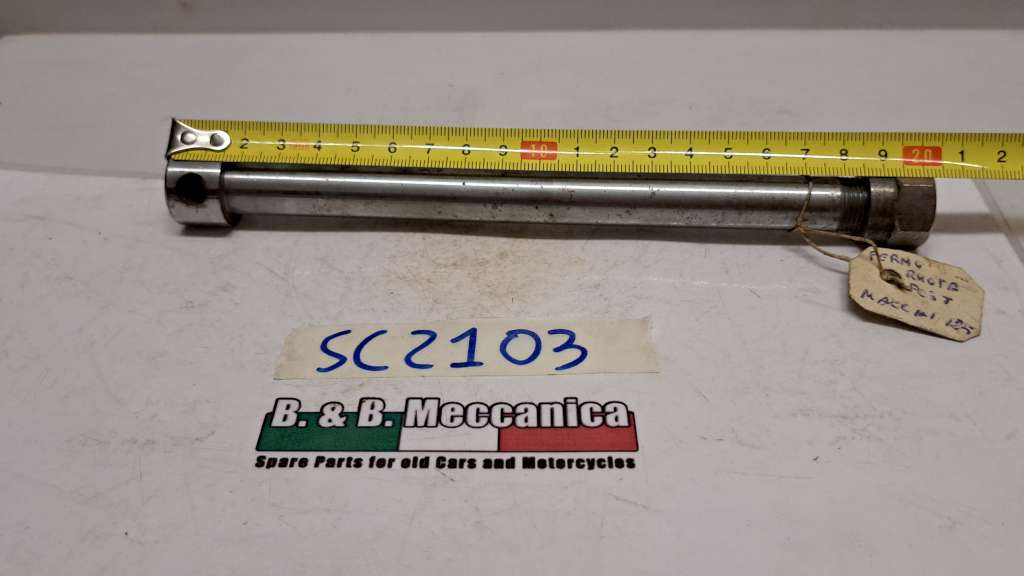 2 3 4 5 6 7 8 9 10 1 2 3 4 5 6 7 8 9 20 1 2
PERNO
RUOTA
POST
MACCHI 125
SC2103
B. & B. Meccanica
Spare Parts for old Cars and Motorcycles